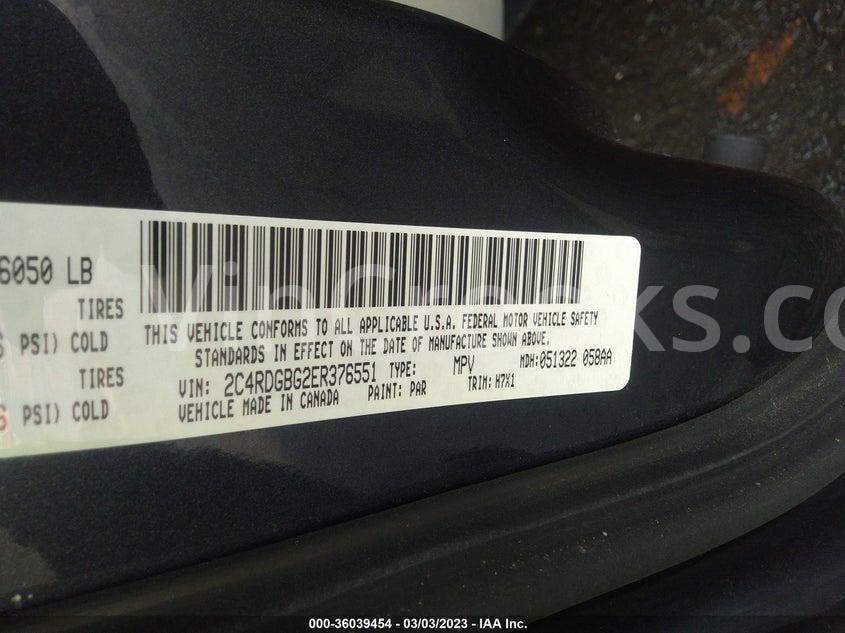 6050 LB
TIRES
PSI) COLD
TIRES
PSI) COLD
THIS VEHICLE CONFORMS TO ALL APPLICABLE U.S.A. FEDERAL MOTOR VEHICLE SAFETY
STANDARDS IN EFFECT ON THE DATE OF MANUFACTURE SHOWN ABOVE.
VIN: 2C4RDGBG2ER376551 TYPE: MPV MDH:051322 058AA
VEHICLE MADE IN CANADA PAINT: PAR TRIM: H7X1
000-36039454 — 03/03/2023 — IAA Inc.